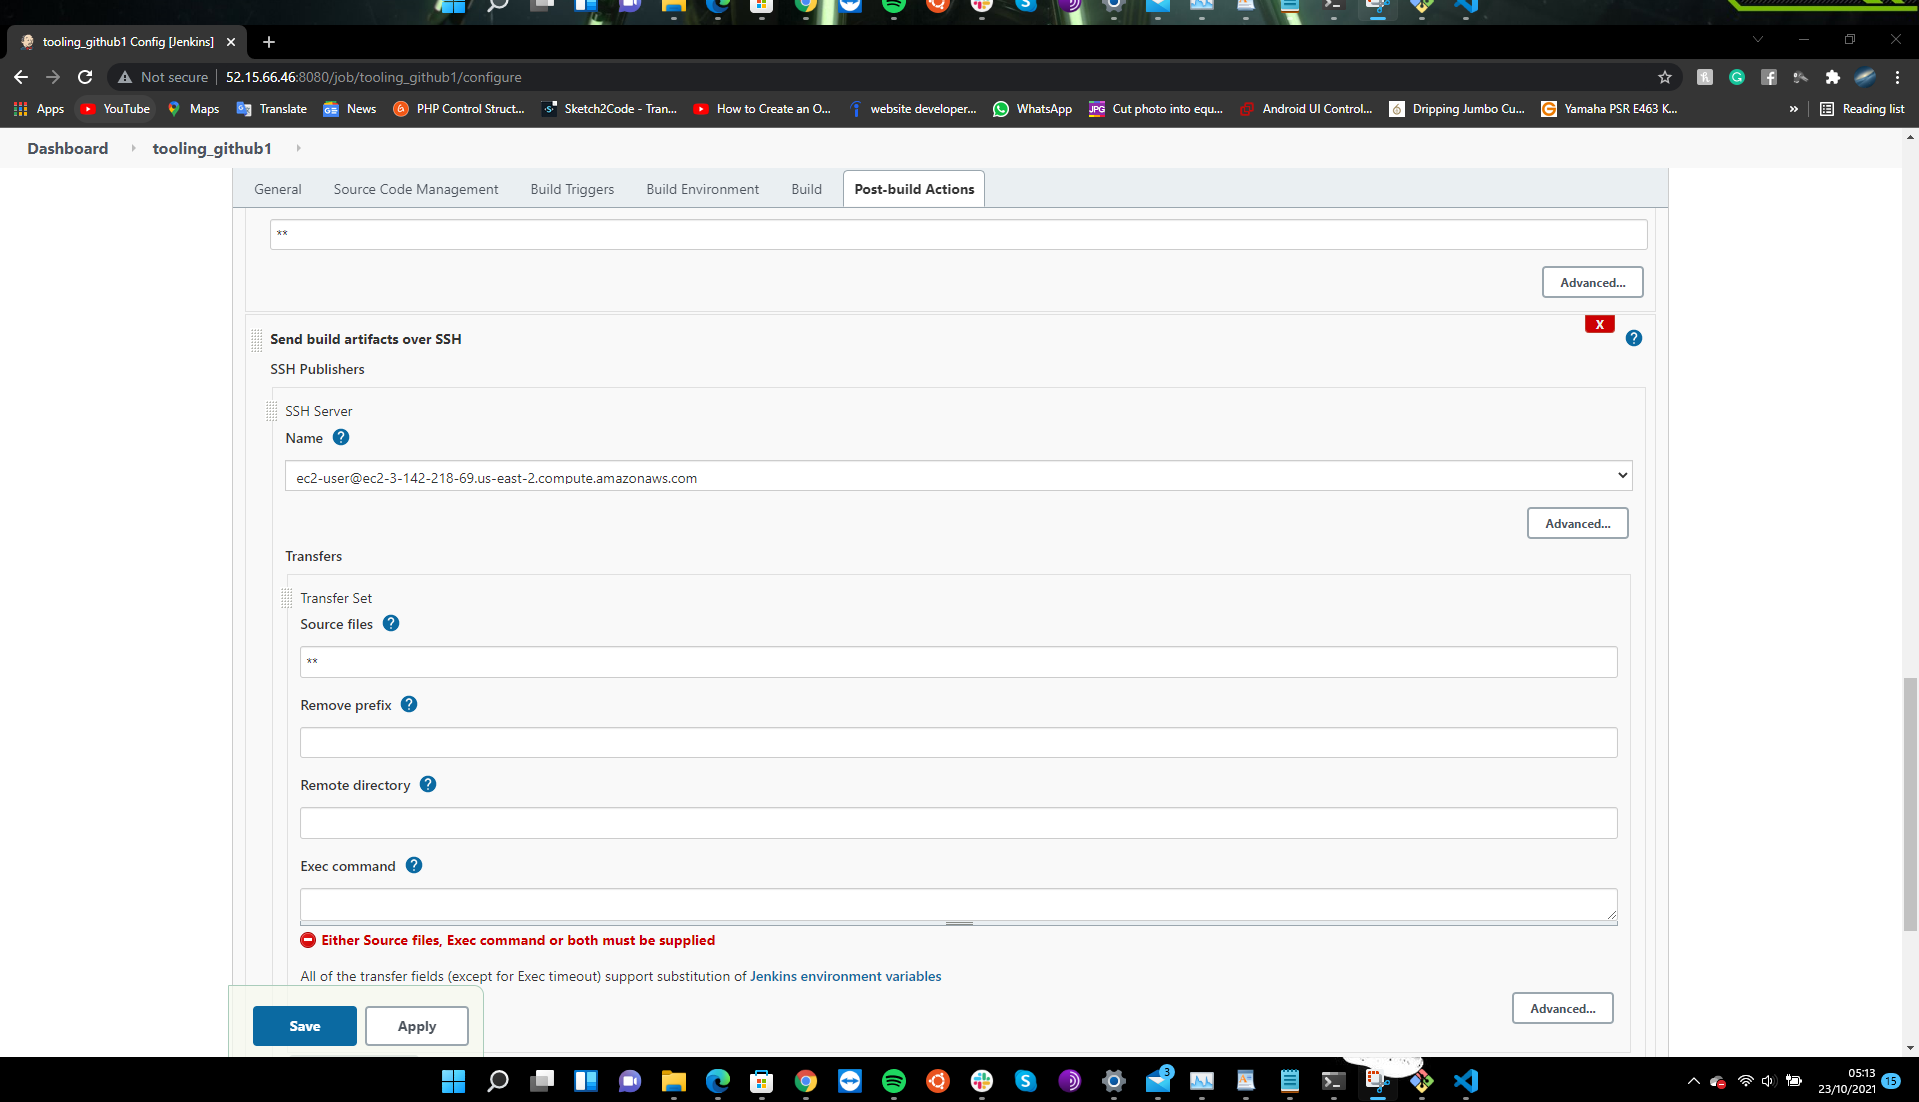 tooling_github1 Config [Jenkins]
Not secure | 52.15.66.46:8080/job/tooling_github1/configure
Apps YouTube Maps Translate News PHP Control Struct... Sketch2Code - Tran... How to Create an O... website developer... WhatsApp Cut photo into equ... Android UI Control... Dripping Jumbo Cu... Yamaha PSR E463 K... » Reading list
Dashboard tooling_github1
General Source Code Management Build Triggers Build Environment Build Post-build Actions
**
Advanced...
X
Send build artifacts over SSH ?
SSH Publishers
SSH Server
Name ?
ec2-user@ec2-3-142-218-69.us-east-2.compute.amazonaws.com
Advanced...
Transfers
Transfer Set
Source files ?
**
Remove prefix ?
Remote directory ?
Exec command ?
Either Source files, Exec command or both must be supplied
All of the transfer fields (except for Exec timeout) support substitution of Jenkins environment variables
Advanced...
Save Apply
3
05:13
23/10/2021 15